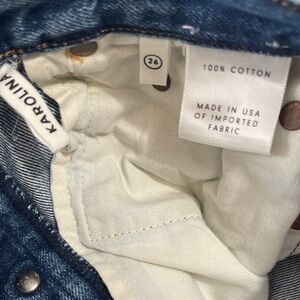 KAROLINA
26
100% COTTON
MADE IN USA
OF IMPORTED
FABRIC